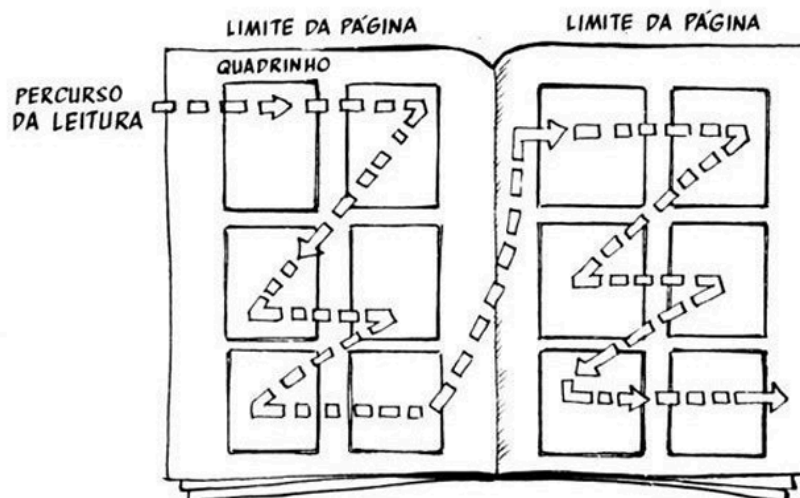 LIMITE DA PÁGINA
LIMITE DA PÁGINA
QUADRINHO
PERCURSO
DA LEITURA